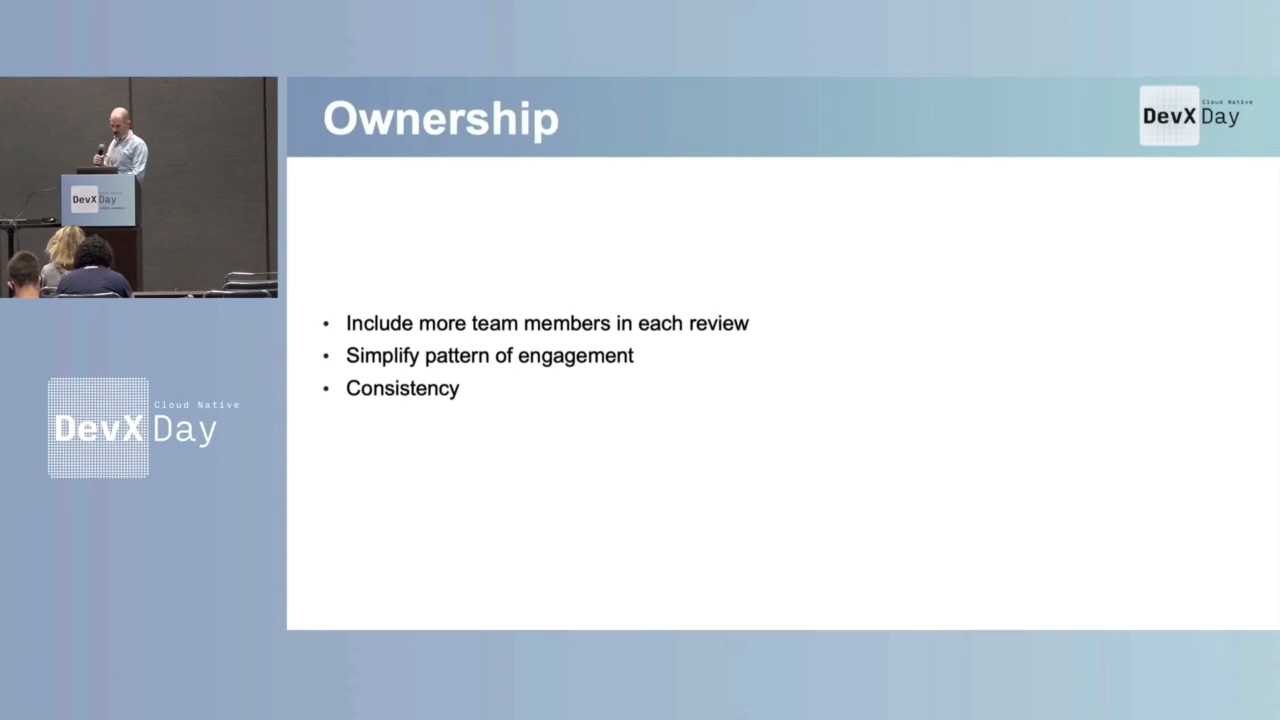 Ownership
Cloud Native
DevX Day
DevX Day
Include more team members in each review
Simplify pattern of engagement
Consistency
Cloud Native
DevX Day